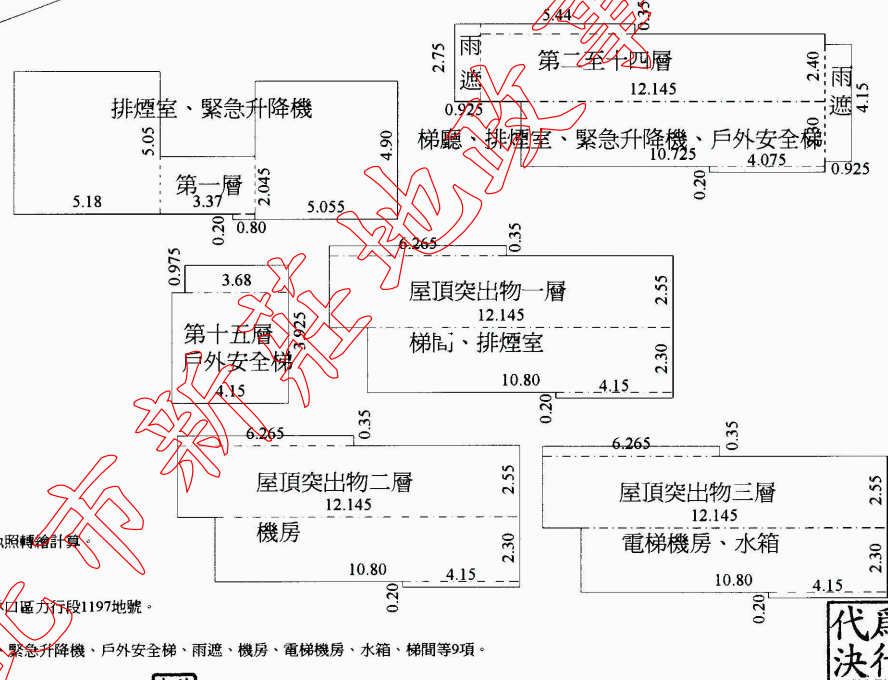 5.44
0.35
2.75
雨遮
第二至十四層
12.145
2.40
雨遮
4.15
0.925
梯廳、排煙室、緊急升降機、戶外安全梯
10.725
4.075
0.20
0.925
排煙室、緊急升降機
5.05
4.90
第一層
2.045
5.18
3.37
5.055
0.20
0.80
0.975
3.68
第十五層
戶外安全梯
3.925
4.15
6.265
0.35
屋頂突出物一層
12.145
2.55
梯間、排煙室
2.30
10.80
4.15
0.20
6.265
0.35
屋頂突出物二層
12.145
2.55
機房
2.30
10.80
4.15
0.20
6.265
0.35
屋頂突出物三層
12.145
2.55
電梯機房、水箱
2.30
10.80
4.15
0.20
照轉繪計算。
口區力行段1197地號。
、緊急升降機、戶外安全梯、雨遮、機房、電梯機房、水箱、梯間等9項。
市新莊地政事
代為
決行